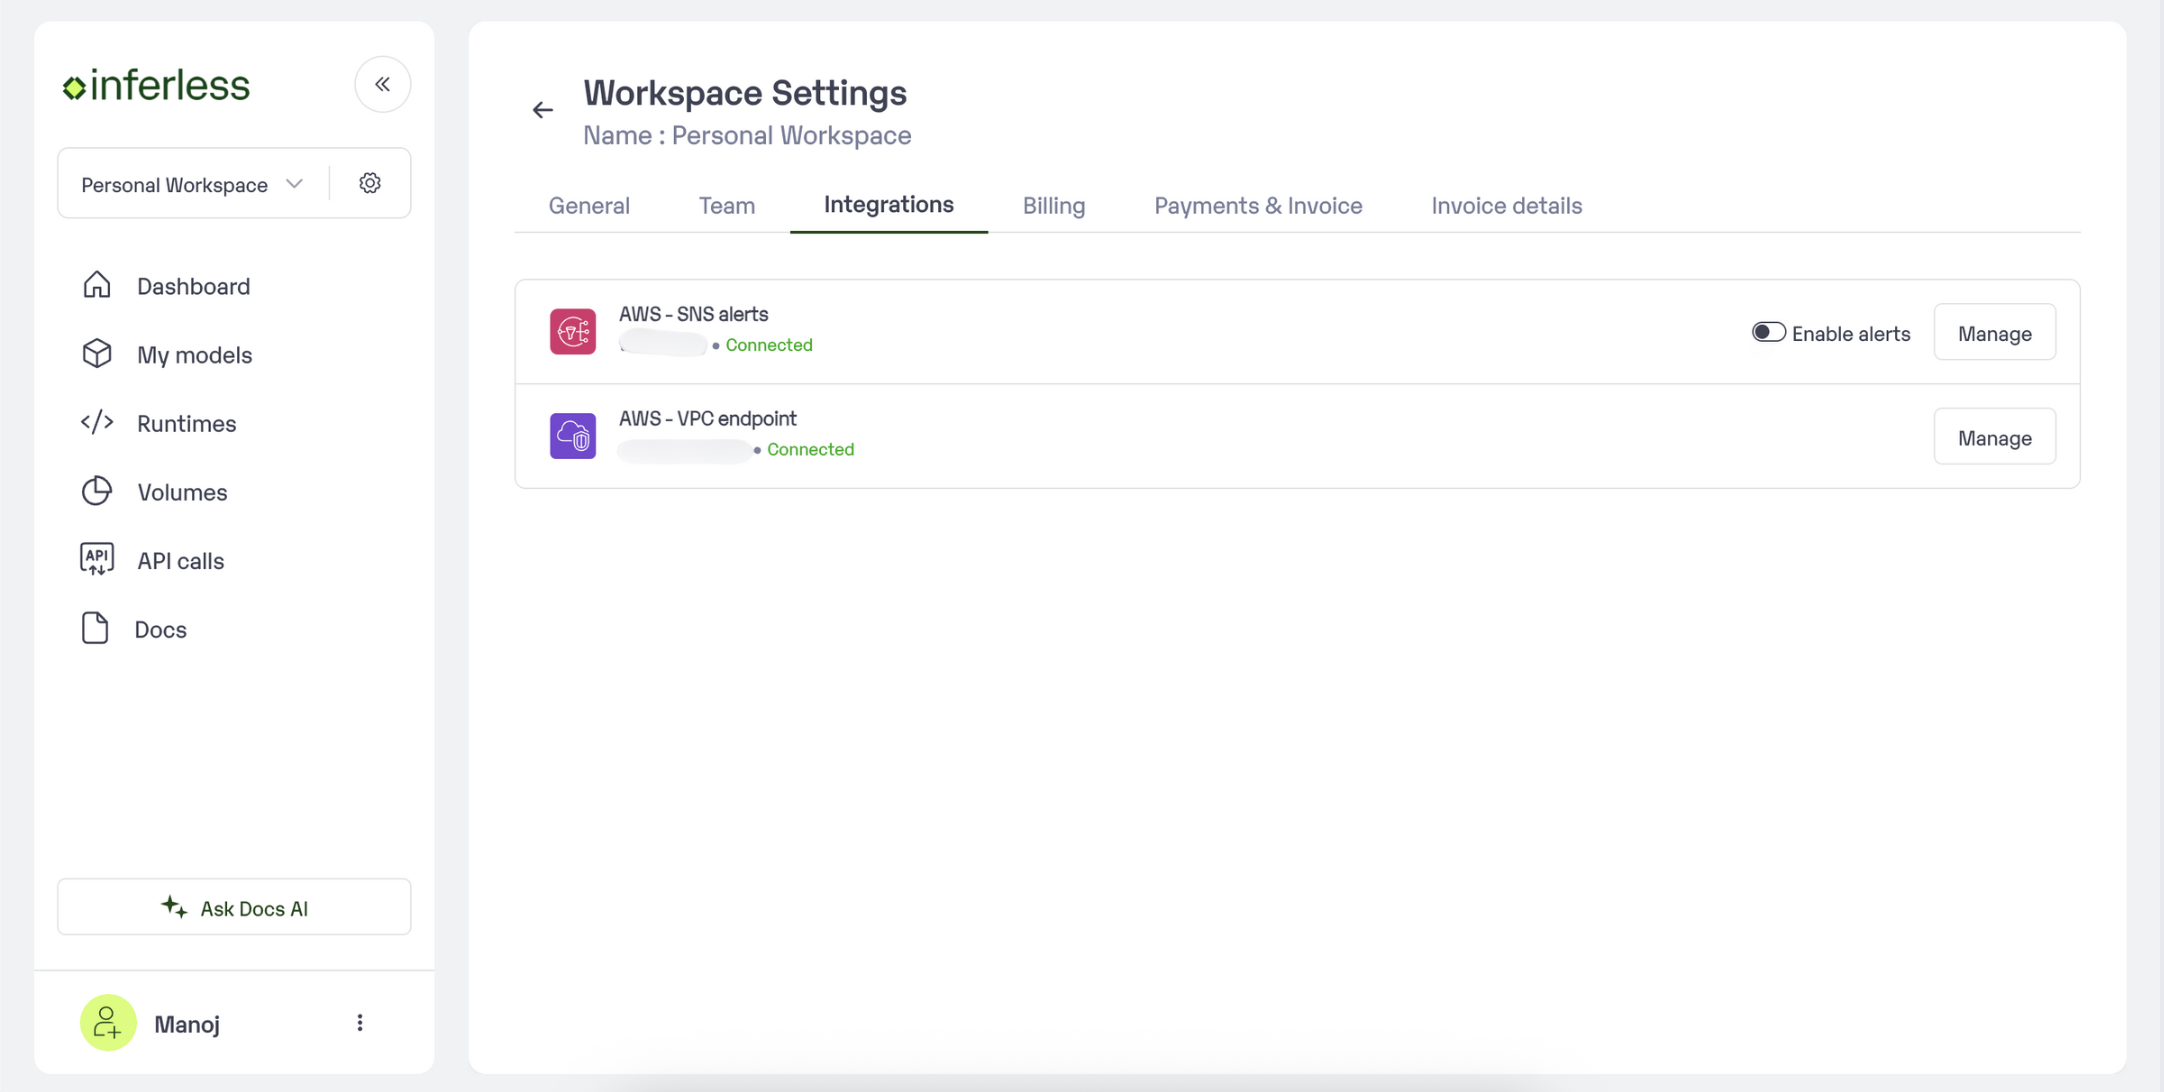 inferless
Personal Workspace
Dashboard
My models
Runtimes
Volumes
API
API calls
Docs
Ask Docs AI
Manoj
Workspace Settings
Name : Personal Workspace
General Team Integrations Billing Payments & Invoice Invoice details
AWS - SNS alerts
• Connected
Enable alerts Manage
AWS - VPC endpoint
• Connected
Manage